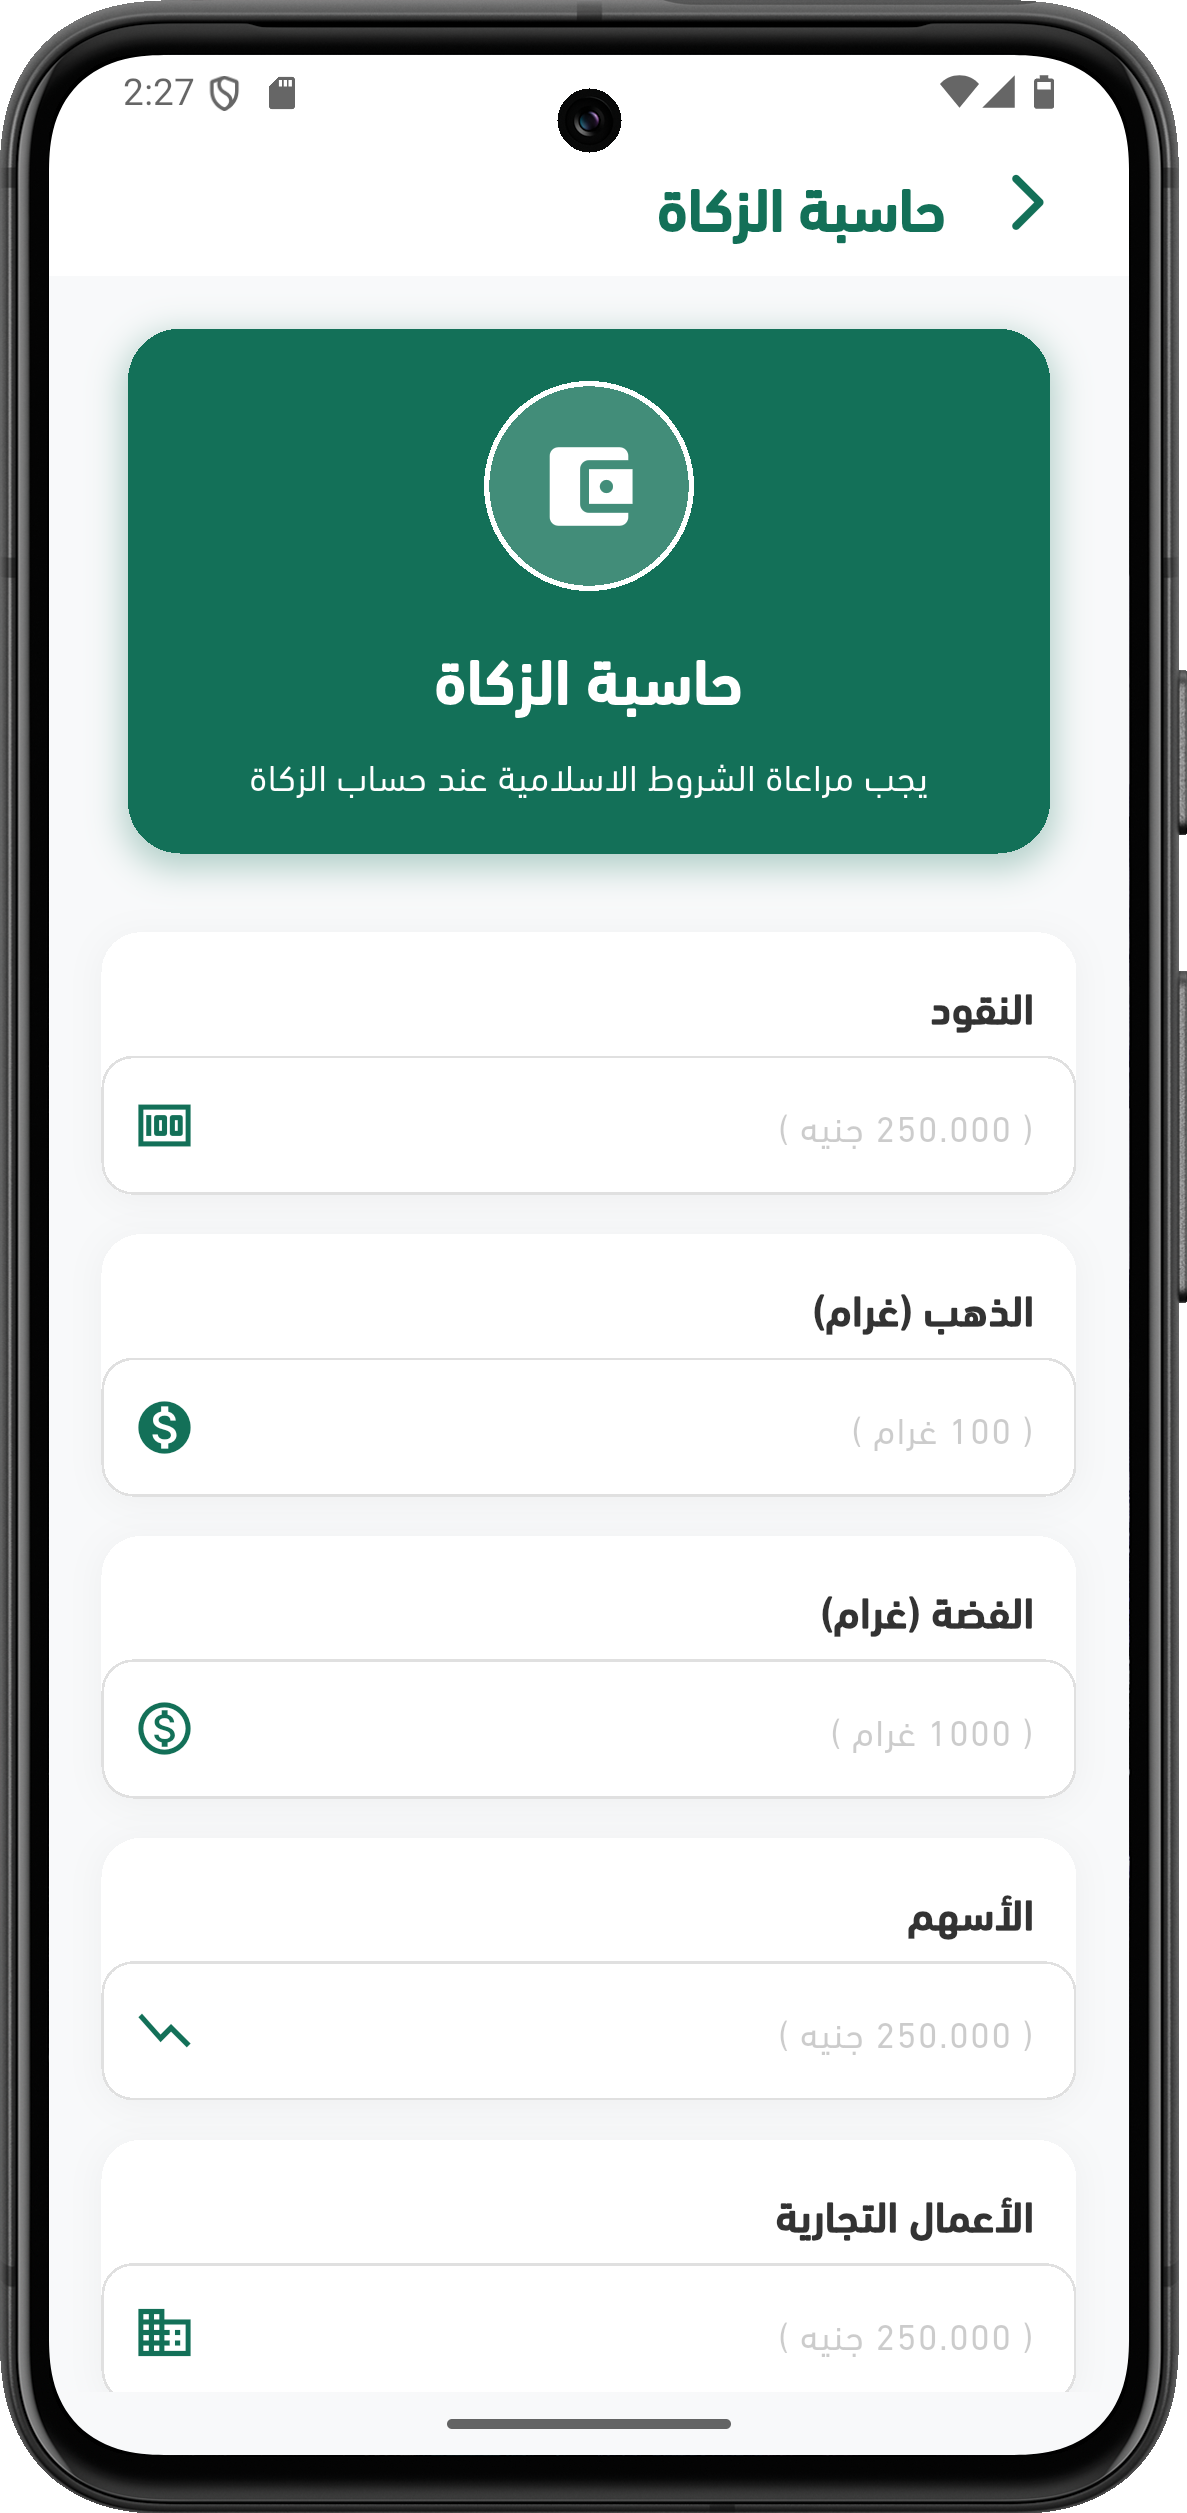 2:27
حاسبة الزكاة
حاسبة الزكاة
يجب مراعاة الشروط الاسلامية عند حساب الزكاة
النقود
( 250.000 جنيه )
100
الذهب (غرام)
( 100 غرام )
$
الفضة (غرام)
( 1000 غرام )
$
الأسهم
( 250.000 جنيه )
الأعمال التجارية
( 250.000 جنيه )